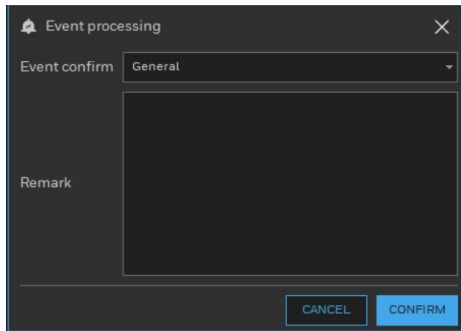 Event processing
Event confirm
General
Remark
CANCEL
CONFIRM